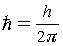 ℏ = h / 2π